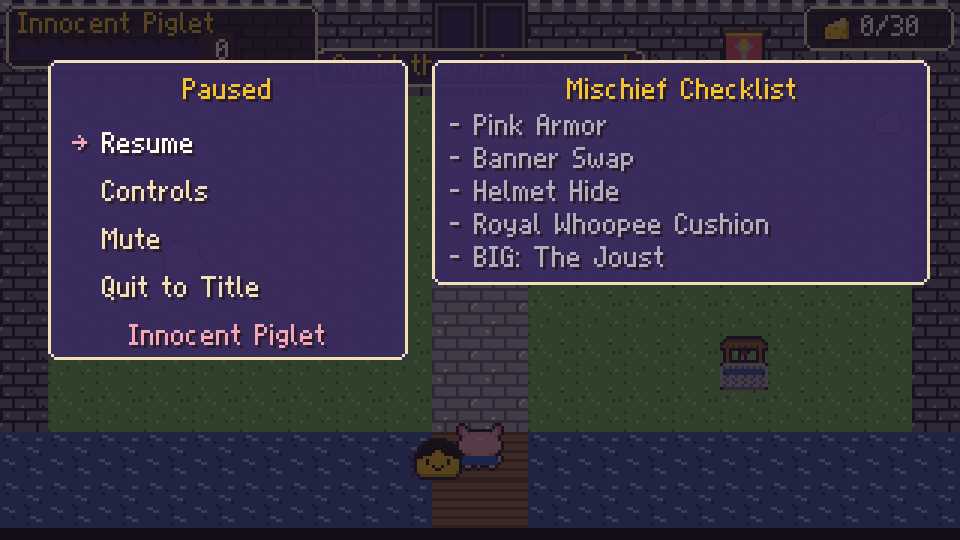 Innocent Piglet
0
0/30
Paused
→ Resume
Controls
Mute
Quit to Title
Innocent Piglet
Mischief Checklist
- Pink Armor
- Banner Swap
- Helmet Hide
- Royal Whoopee Cushion
- BIG: The Joust